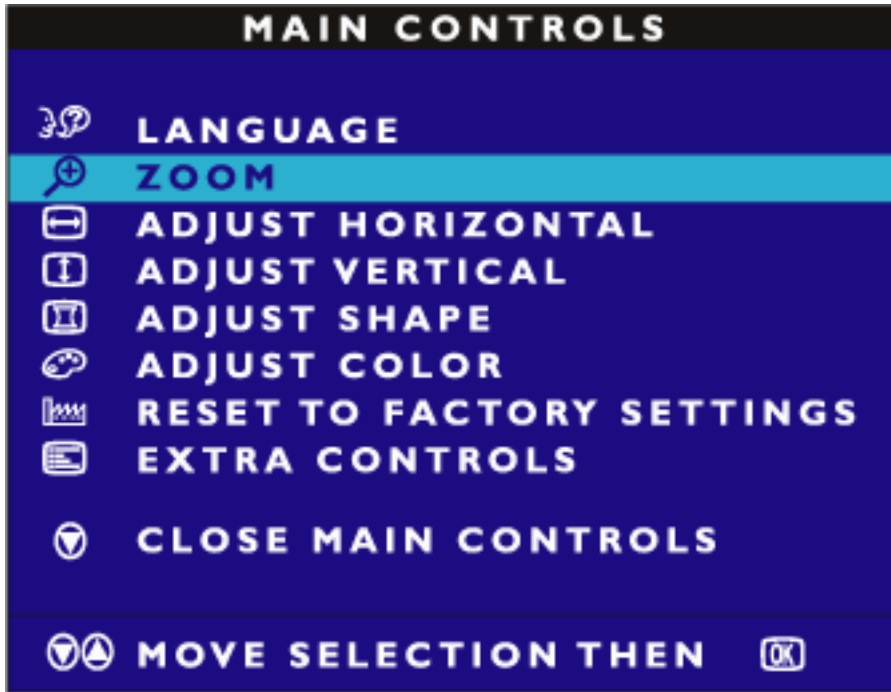 MAIN CONTROLS
LANGUAGE
ZOOM
ADJUST HORIZONTAL
ADJUST VERTICAL
ADJUST SHAPE
ADJUST COLOR
RESET TO FACTORY SETTINGS
EXTRA CONTROLS
CLOSE MAIN CONTROLS
MOVE SELECTION THEN OK